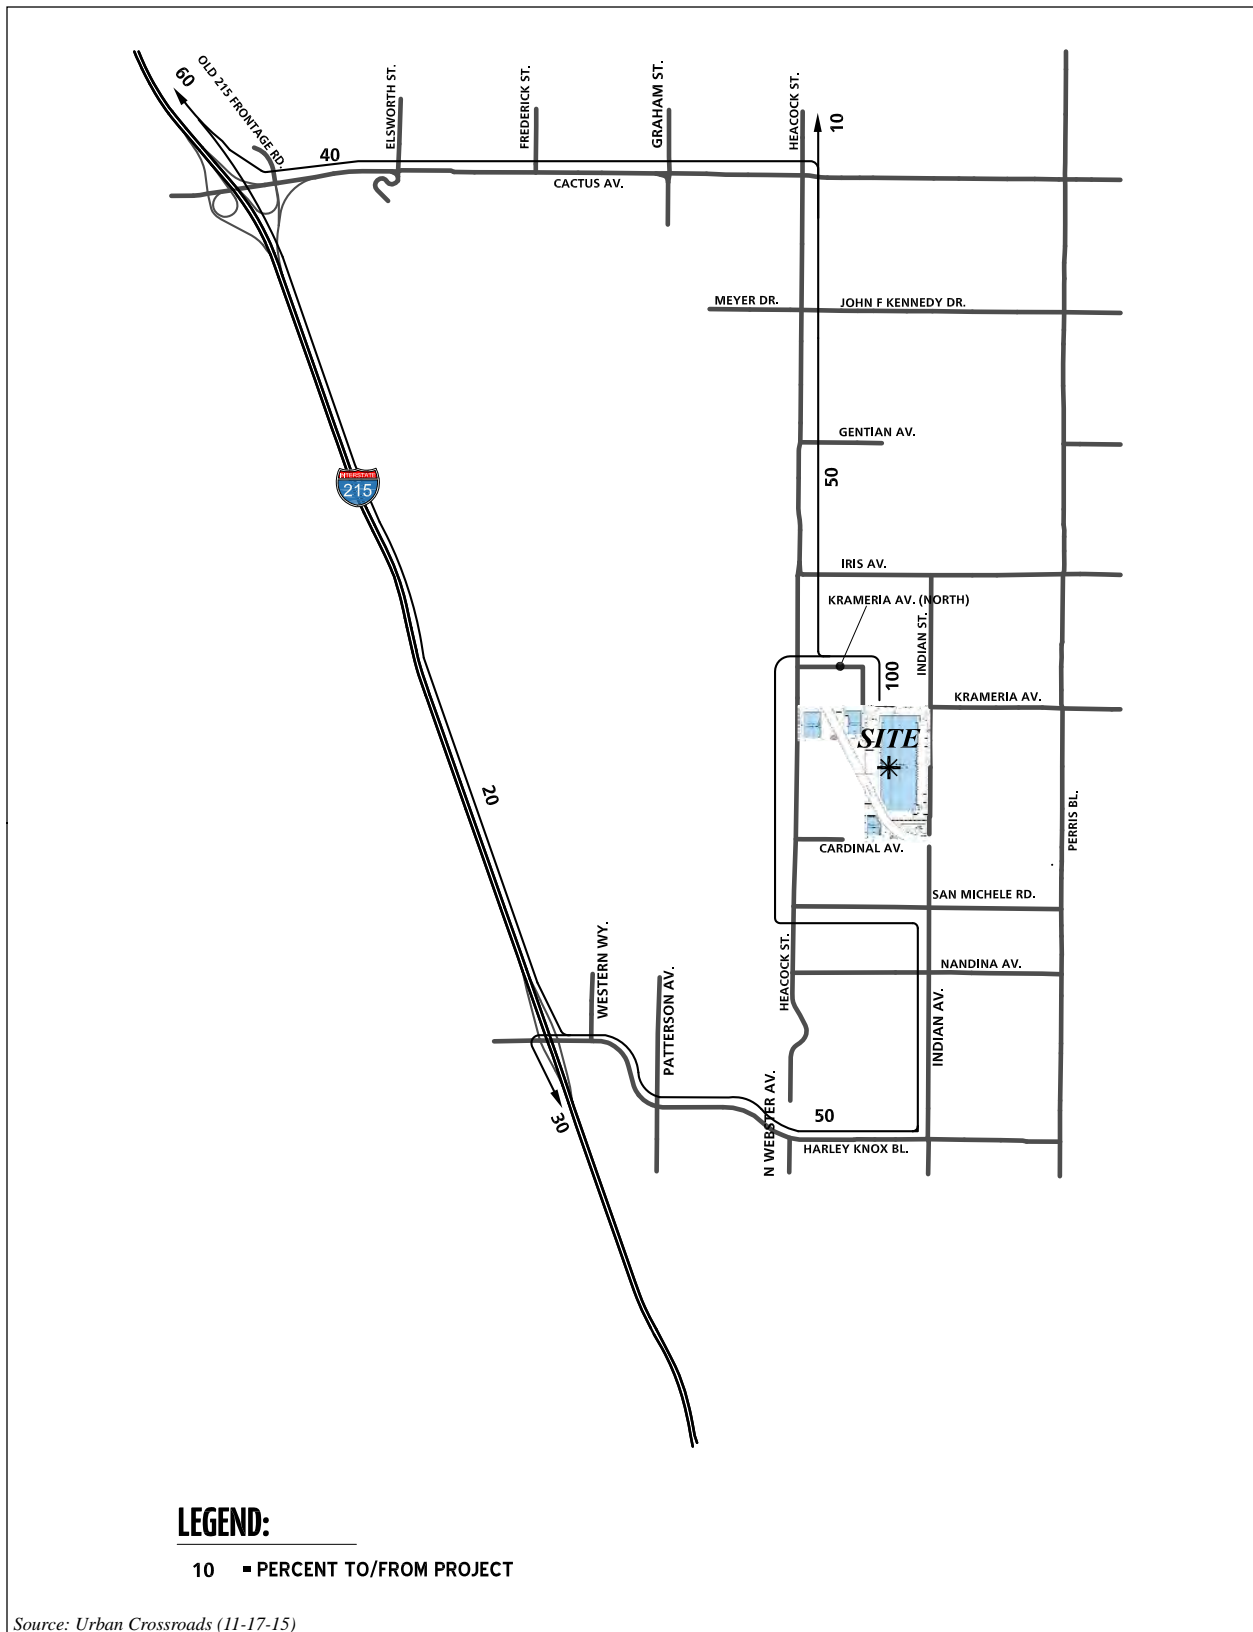 60
OLD 215 FRONTAGE RD.
ELSWORTH ST.
FREDERICK ST.
GRAHAM ST.
HEACOCK ST.
10
40
CACTUS AV.
MEYER DR.
JOHN F KENNEDY DR.
GENTIAN AV.
50
INTERSTATE
215
IRIS AV.
KRAMERIA AV. (NORTH)
INDIAN ST.
100
KRAMERIA AV.
SITE
20
PERRIS BL.
CARDINAL AV.
SAN MICHELE RD.
WESTERN WY.
PATTERSON AV.
HEACOCK ST.
NANDINA AV.
INDIAN AV.
30
N WEBSTER AV.
50
HARLEY KNOX BL.
LEGEND:
10 = PERCENT TO/FROM PROJECT
Source: Urban Crossroads (11-17-15)